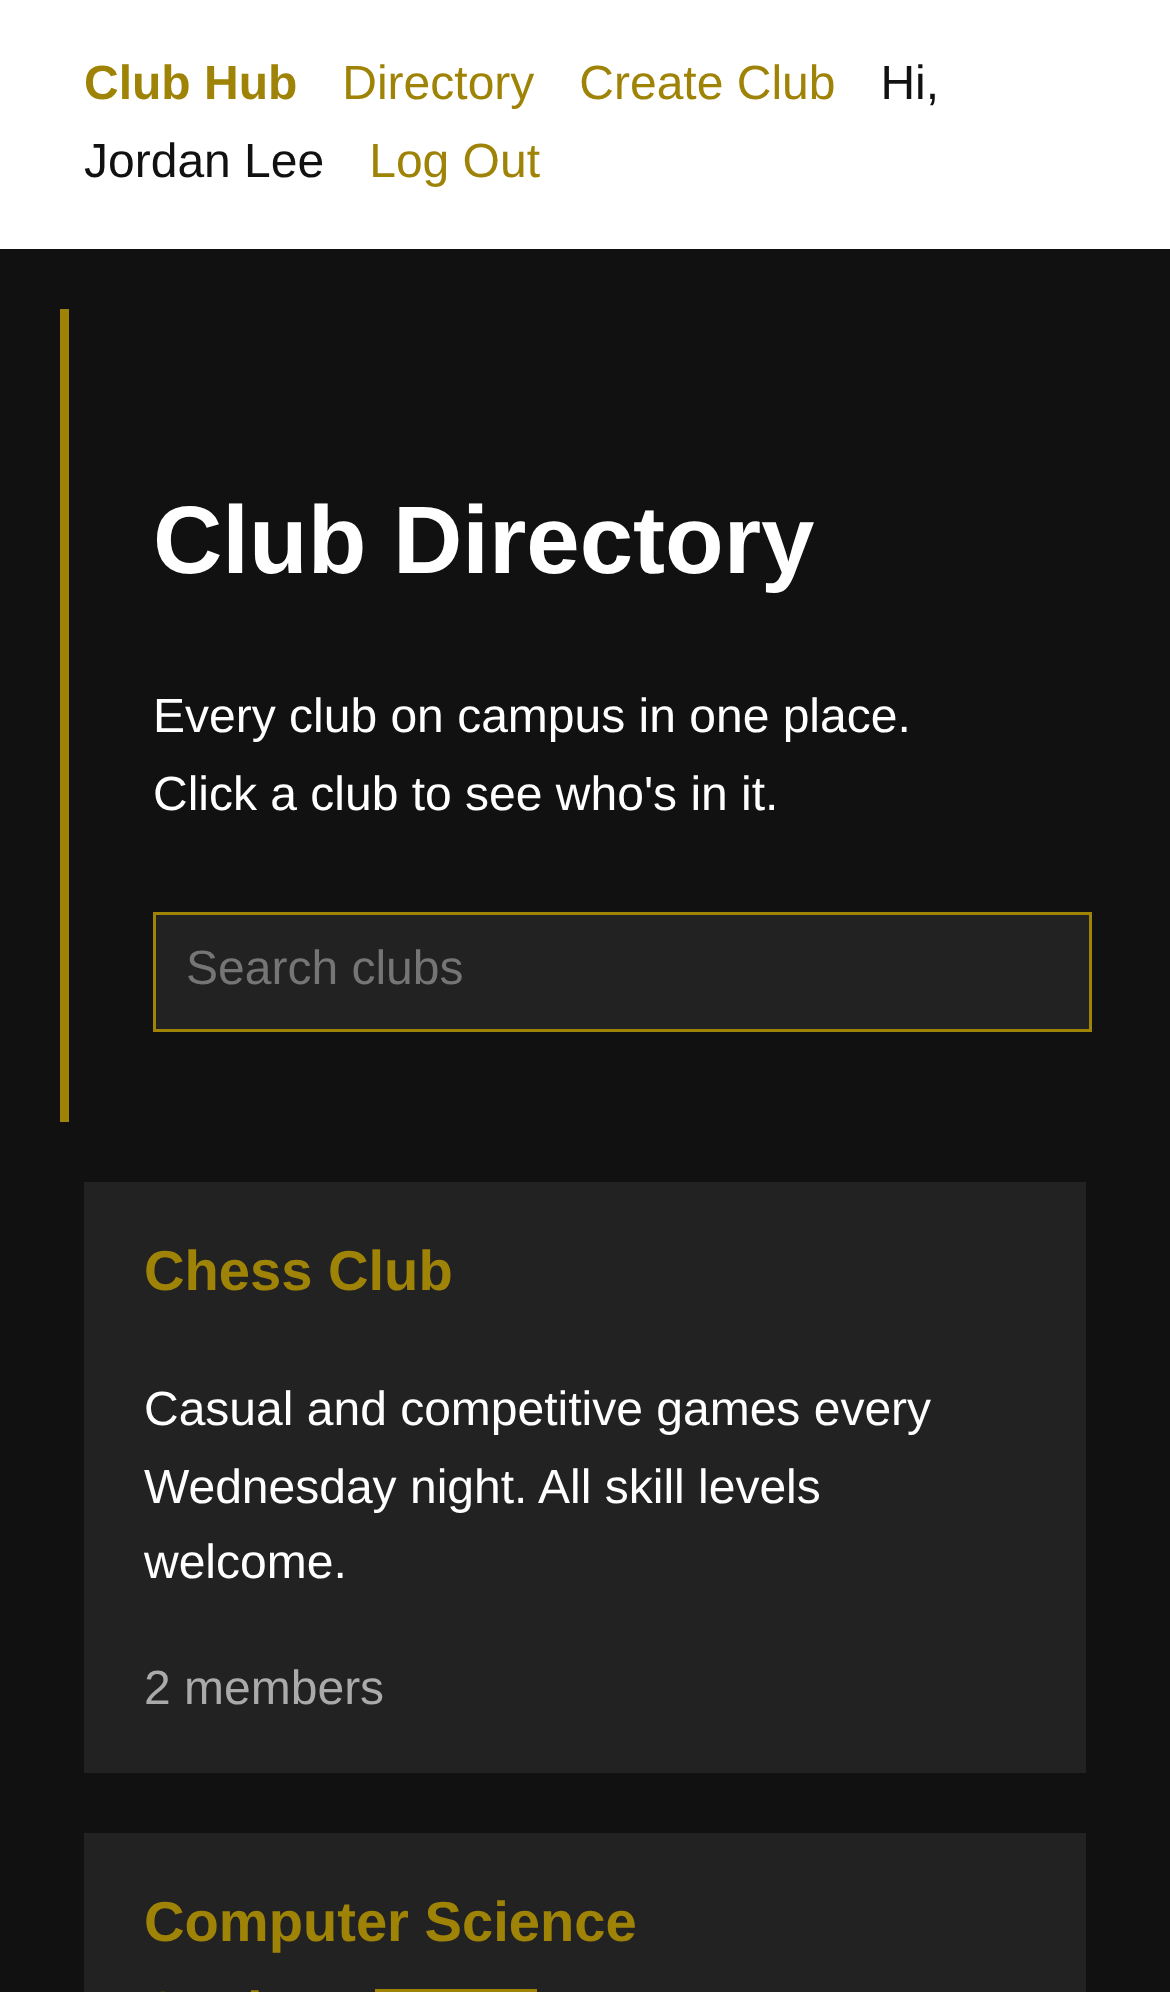 Club Hub Directory Create Club Hi,
Jordan Lee Log Out
Club Directory
Every club on campus in one place.
Click a club to see who's in it.
Search clubs
Chess Club
Casual and competitive games every
Wednesday night. All skill levels
welcome.
2 members
Computer Science